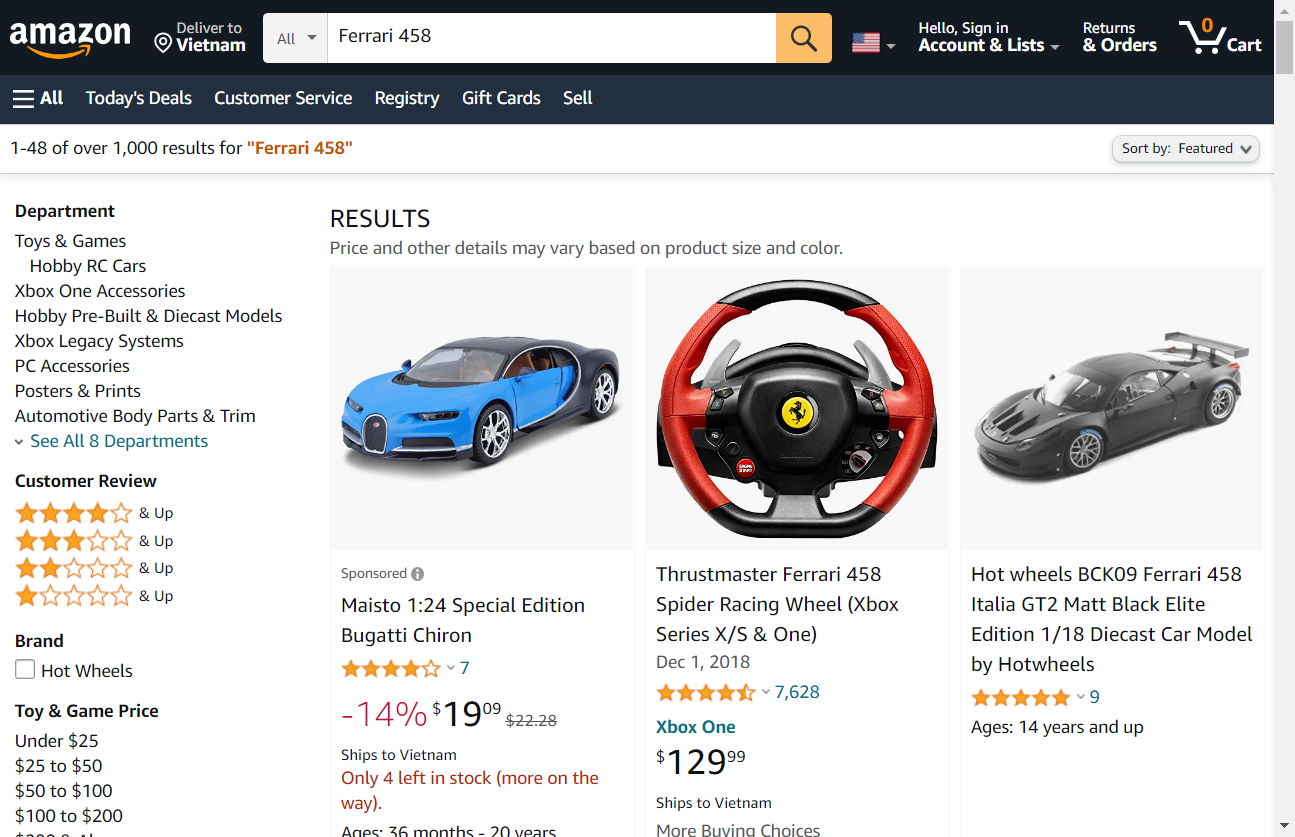 amazon
Deliver to
Vietnam
All
Ferrari 458
Hello, Sign in
Account & Lists
Returns
& Orders
0
Cart
All
Today's Deals
Customer Service
Registry
Gift Cards
Sell
1-48 of over 1,000 results for "Ferrari 458"
Sort by: Featured
Department
Toys & Games
Hobby RC Cars
Xbox One Accessories
Hobby Pre-Built & Diecast Models
Xbox Legacy Systems
PC Accessories
Posters & Prints
Automotive Body Parts & Trim
See All 8 Departments
Customer Review
& Up
& Up
& Up
& Up
Brand
Hot Wheels
Toy & Game Price
Under $25
$25 to $50
$50 to $100
$100 to $200
RESULTS
Price and other details may vary based on product size and color.
Sponsored
Maisto 1:24 Special Edition
Bugatti Chiron
7
-14% $19.09 $22.28
Ships to Vietnam
Only 4 left in stock (more on the
way).
Ages: 36 months - 20 years
Thrustmaster Ferrari 458
Spider Racing Wheel (Xbox
Series X/S & One)
Dec 1, 2018
7,628
Xbox One
$129.99
Ships to Vietnam
More Buying Choices
Hot wheels BCK09 Ferrari 458
Italia GT2 Matt Black Elite
Edition 1/18 Diecast Car Model
by Hotwheels
9
Ages: 14 years and up